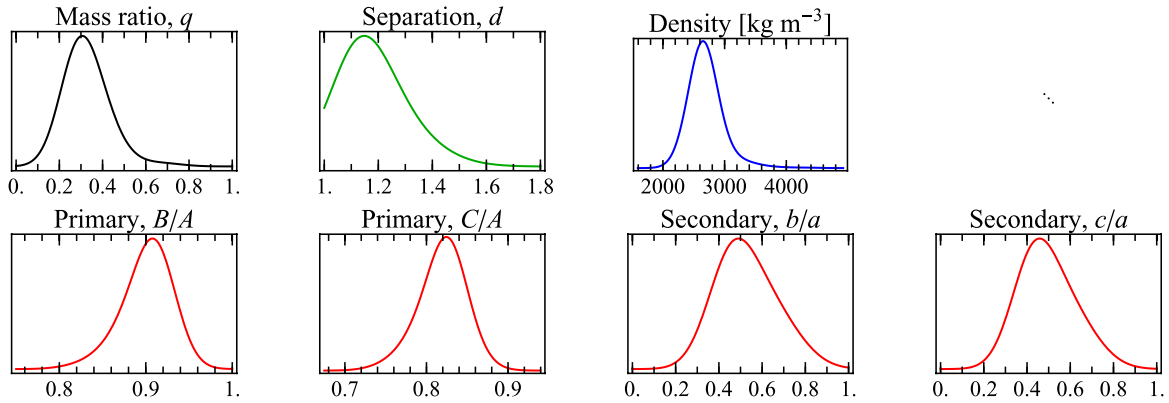 Mass ratio, q
Separation, d
Density [kg m⁻³]
0. 0.2 0.4 0.6 0.8 1.
1. 1.2 1.4 1.6 1.8
2000 3000 4000
Primary, B/A
Primary, C/A
Secondary, b/a
Secondary, c/a
0.8 0.9 1.
0.7 0.8 0.9
0. 0.2 0.4 0.6 0.8 1.
0. 0.2 0.4 0.6 0.8 1.